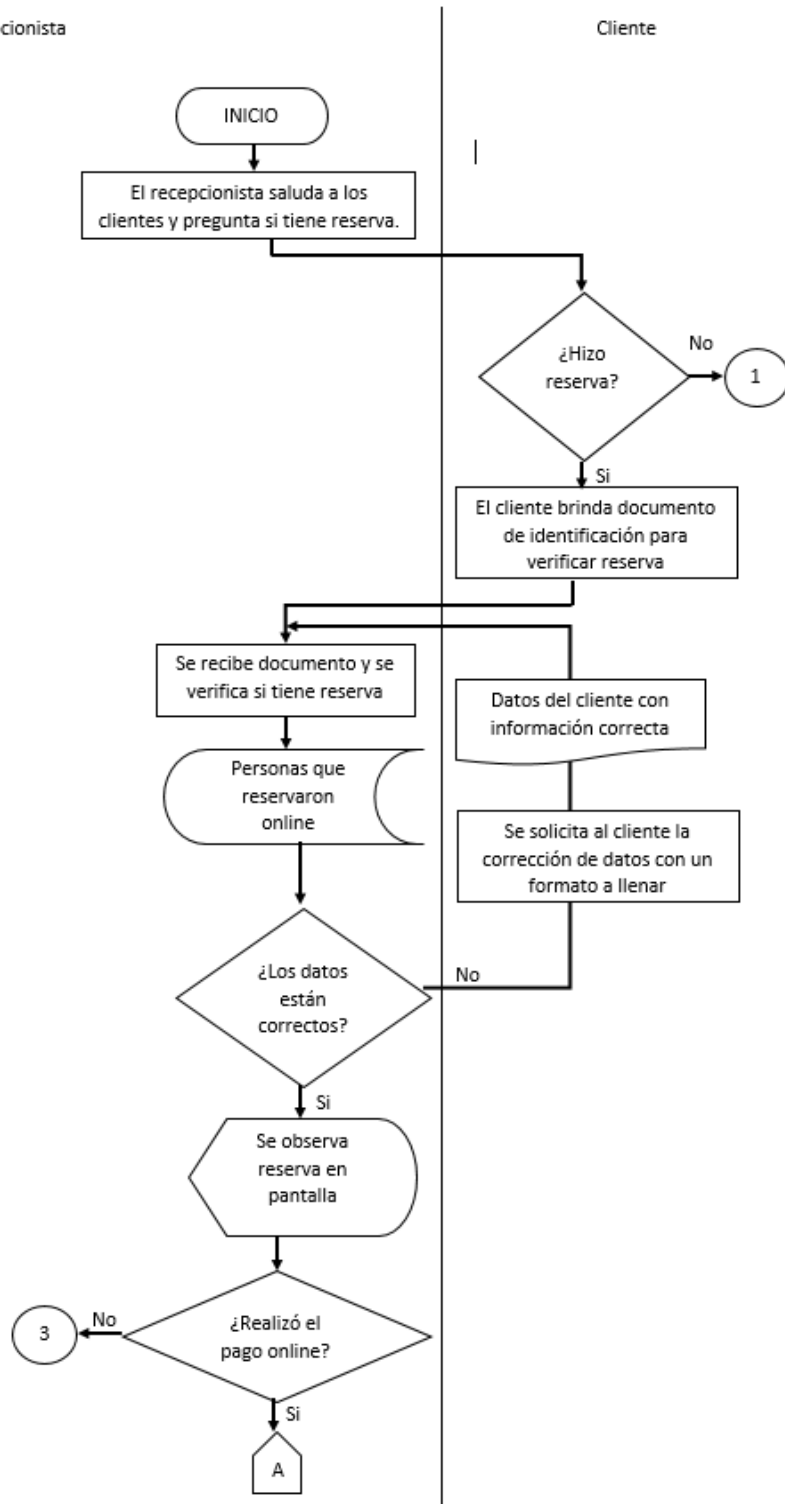 cionista
Cliente
INICIO
El recepcionista saluda a los
clientes y pregunta si tiene reserva.
¿Hizo
reserva?
No
1
Si
El cliente brinda documento
de identificación para
verificar reserva
Se recibe documento y se
verifica si tiene reserva
Datos del cliente con
información correcta
Personas que
reservaron
online
Se solicita al cliente la
corrección de datos con un
formato a llenar
¿Los datos
están
correctos?
No
Si
Se observa
reserva en
pantalla
¿Realizó el
pago online?
No
3
Si
A